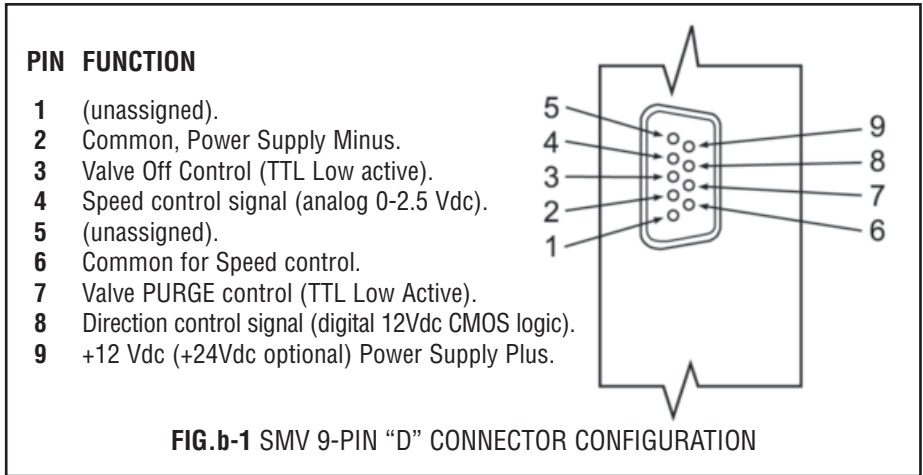 PIN FUNCTION
1 (unassigned).
2 Common, Power Supply Minus.
3 Valve Off Control (TTL Low active).
4 Speed control signal (analog 0-2.5 Vdc).
5 (unassigned).
6 Common for Speed control.
7 Valve PURGE control (TTL Low Active).
8 Direction control signal (digital 12Vdc CMOS logic).
9 +12 Vdc (+24Vdc optional) Power Supply Plus.
5
4
3
2
1
9
8
7
6
FIG.b-1 SMV 9-PIN “D” CONNECTOR CONFIGURATION